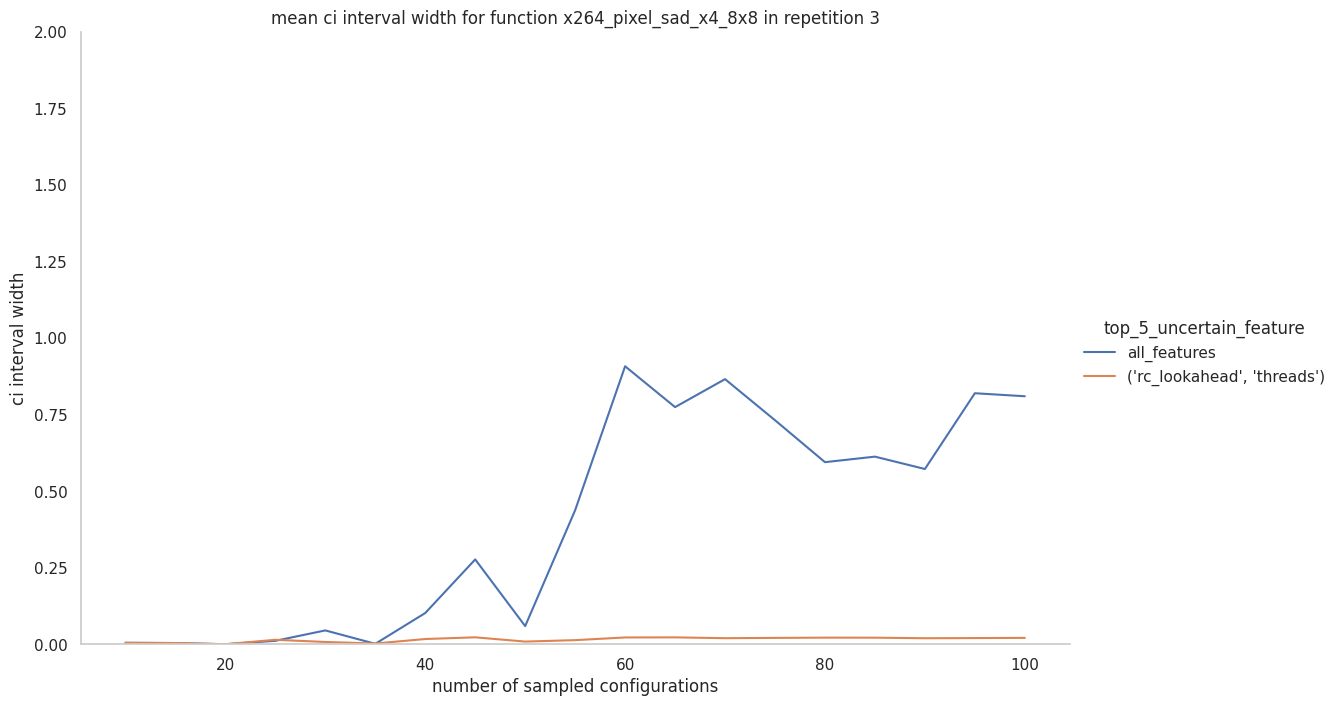 mean ci interval width for function x264_pixel_sad_x4_8x8 in repetition 3
2.00
1.75
1.50
1.25
1.00
0.75
0.50
0.25
0.00
ci interval width
20
40
60
80
100
number of sampled configurations
top_5_uncertain_feature
all_features
('rc_lookahead', 'threads')